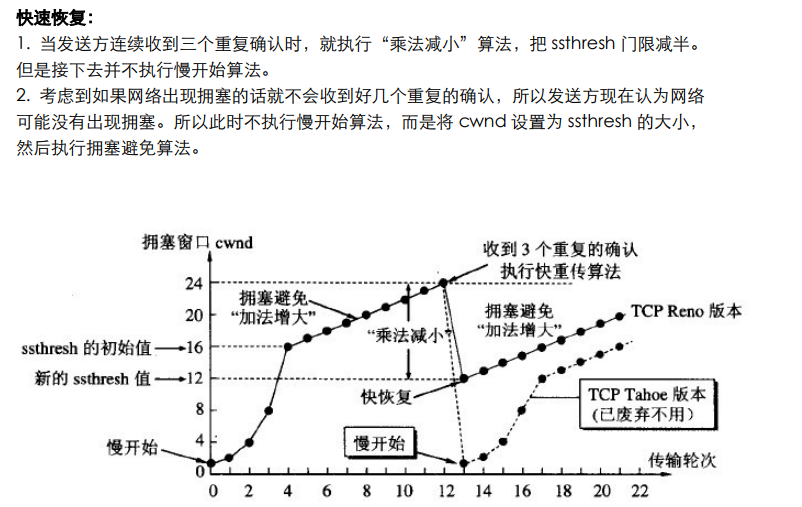 快速恢复：
1. 当发送方连续收到三个重复确认时，就执行“乘法减小”算法，把 ssthresh 门限减半。
但是接下去并不执行慢开始算法。
2. 考虑到如果网络出现拥塞的话就不会收到好几个重复的确认，所以发送方现在认为网络
可能没有出现拥塞。所以此时不执行慢开始算法，而是将 cwnd 设置为 ssthresh 的大小，
然后执行拥塞避免算法。
拥塞窗口 cwnd
收到 3 个重复的确认
执行快重传算法
24
拥塞避免
“加法增大”
20
“乘法减小”
拥塞避免
“加法增大”
TCP Reno 版本
ssthresh 的初始值
16
新的 ssthresh 值
12
快恢复
TCP Tahoe 版本
(已废弃不用)
8
慢开始
4
慢开始
0
传输轮次
0 2 4 6 8 10 12 14 16 18 20 22